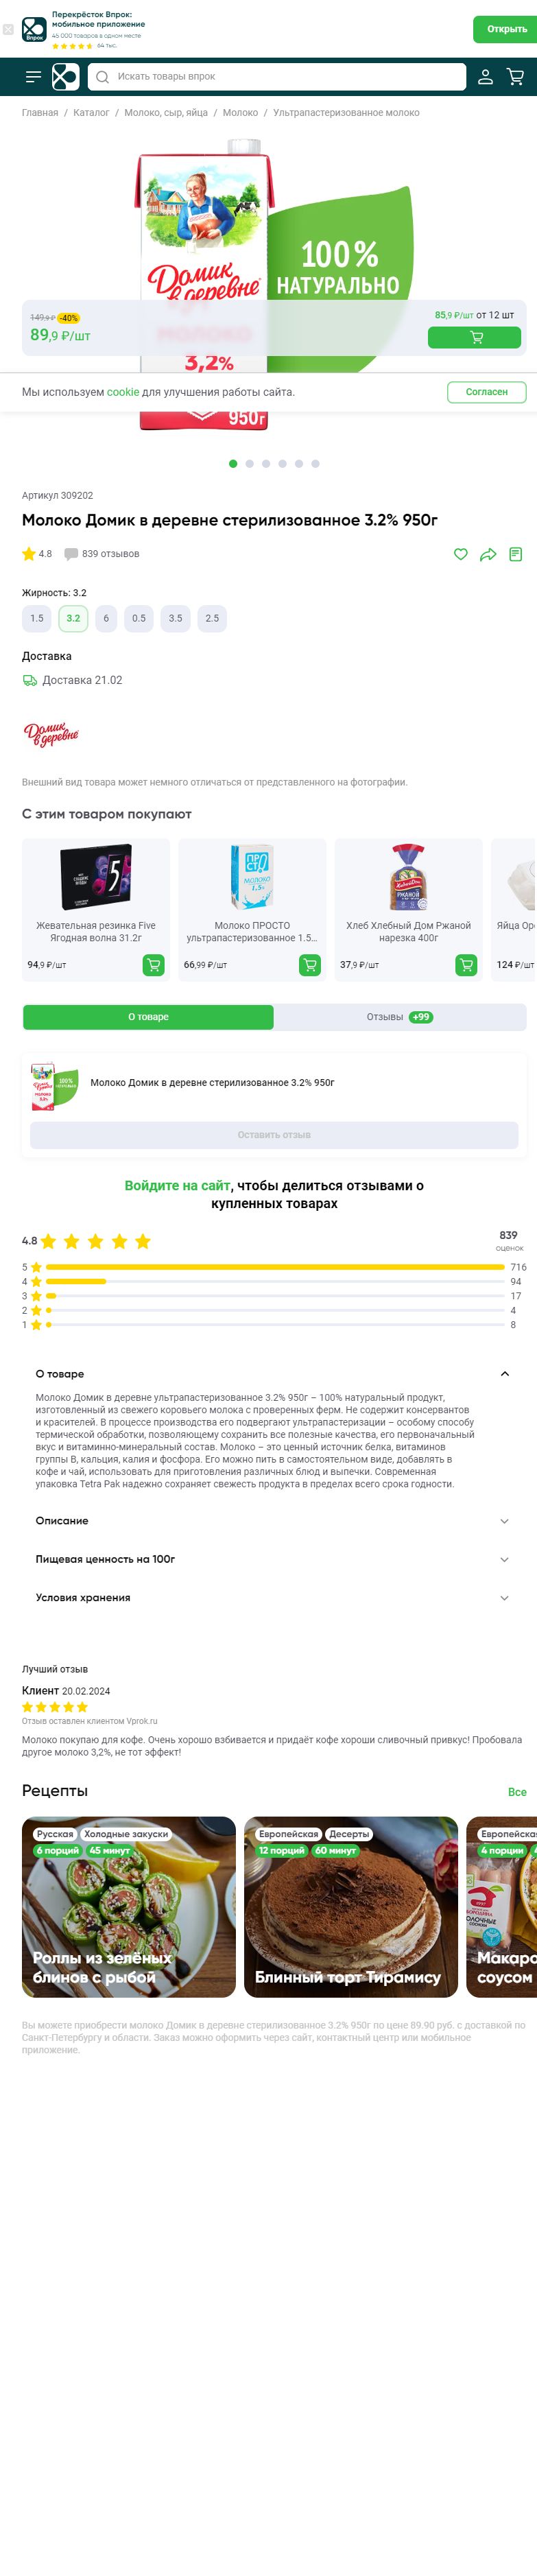 Перекрёсток Впрок:
мобильное приложение
45 000 товаров в одном месте
64 тыс.
Впрок
Открыть
Искать товары впрок
Главная / Каталог / Молоко, сыр, яйца / Молоко / Ультрапастеризованное молоко
Домик
в деревне
100%
НАТУРАЛЬНО
149,9 ₽ -40%
89,9 ₽/шт
85,9 ₽/шт от 12 шт
МОЛОКО
3,2%
Мы используем cookie для улучшения работы сайта.
Согласен
950г
Артикул 309202
Молоко Домик в деревне стерилизованное 3.2% 950г
4.8 839 отзывов
Жирность: 3.2
1.5 3.2 6 0.5 3.5 2.5
Доставка
Доставка 21.02
Домик
в деревне
Внешний вид товара может немного отличаться от представленного на фотографии.
С этим товаром покупают
Жевательная резинка Five
Ягодная волна 31.2г
94,9 ₽/шт
Молоко ПРОСТО
ультрапастеризованное 1.5...
66,99 ₽/шт
Хлеб Хлебный Дом Ржаной
нарезка 400г
37,9 ₽/шт
Яйца Оре
124 ₽/шт
О товаре
Отзывы +99
Молоко Домик в деревне стерилизованное 3.2% 950г
Оставить отзыв
Войдите на сайт, чтобы делиться отзывами о
купленных товарах
4.8
839
оценок
5 716
4 94
3 17
2 4
1 8
О товаре
Молоко Домик в деревне ультрапастеризованное 3.2% 950г – 100% натуральный продукт,
изготовленный из свежего коровьего молока с проверенных ферм. Не содержит консервантов
и красителей. В процессе производства его подвергают ультрапастеризации – особому способу
термической обработки, позволяющему сохранить все полезные качества, его первоначальный
вкус и витаминно-минеральный состав. Молоко – это ценный источник белка, витаминов
группы В, кальция, калия и фосфора. Его можно пить в самостоятельном виде, добавлять в
кофе и чай, использовать для приготовления различных блюд и выпечки. Современная
упаковка Tetra Pak надежно сохраняет свежесть продукта в пределах всего срока годности.
Описание
Пищевая ценность на 100г
Условия хранения
Лучший отзыв
Клиент 20.02.2024
Отзыв оставлен клиентом Vprok.ru
Молоко покупаю для кофе. Очень хорошо взбивается и придаёт кофе хороши сливочный привкус! Пробовала
другое молоко 3,2%, не тот эффект!
Рецепты
Все
Русская Холодные закуски
6 порций 45 минут
Роллы из зелёных
блинов с рыбой
Европейская Десерты
12 порций 60 минут
Блинный торт Тирамису
Европейская
4 порции
Макаро
соусом
Вы можете приобрести молоко Домик в деревне стерилизованное 3.2% 950г по цене 89.90 руб. с доставкой по
Санкт-Петербургу и области. Заказ можно оформить через сайт, контактный центр или мобильное
приложение.